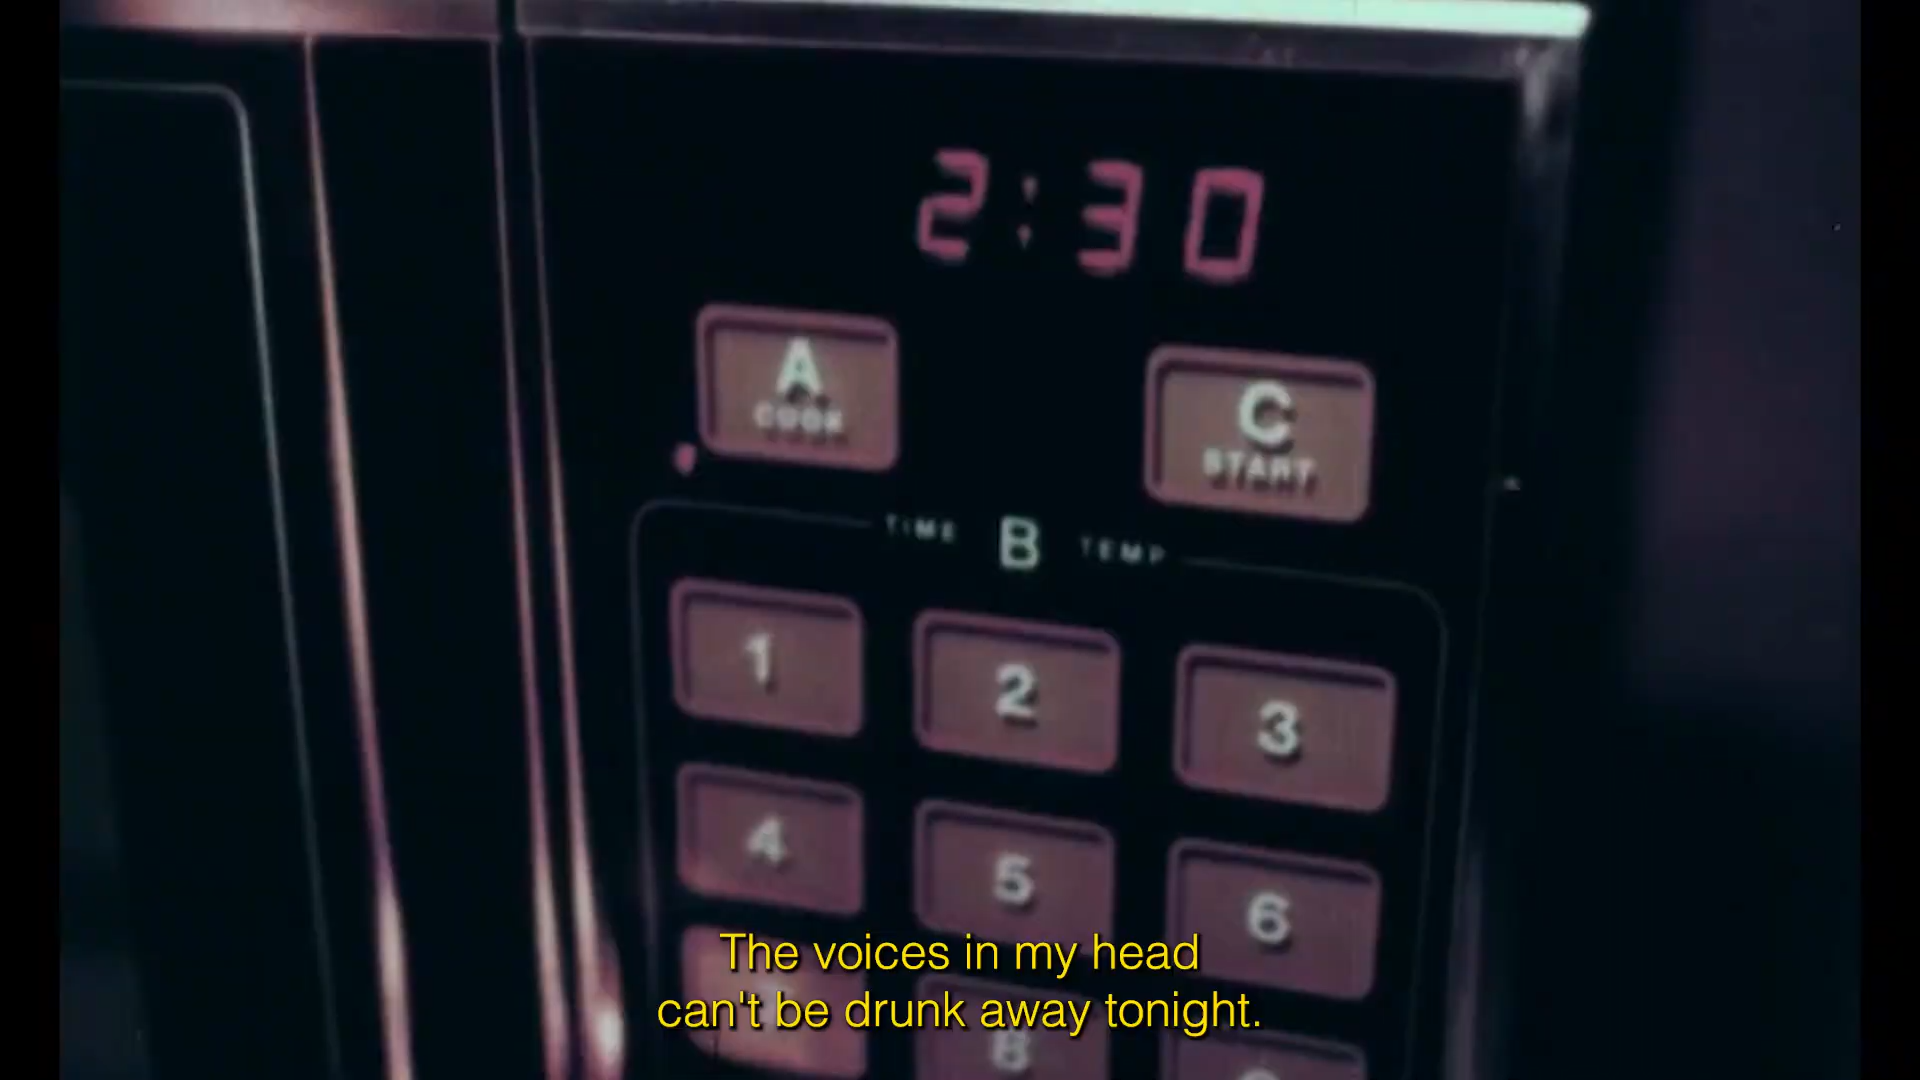 2:30
A
COOK
C
START
TIME B TEMP
1 2 3
4 5 6
8
The voices in my head
can't be drunk away tonight.